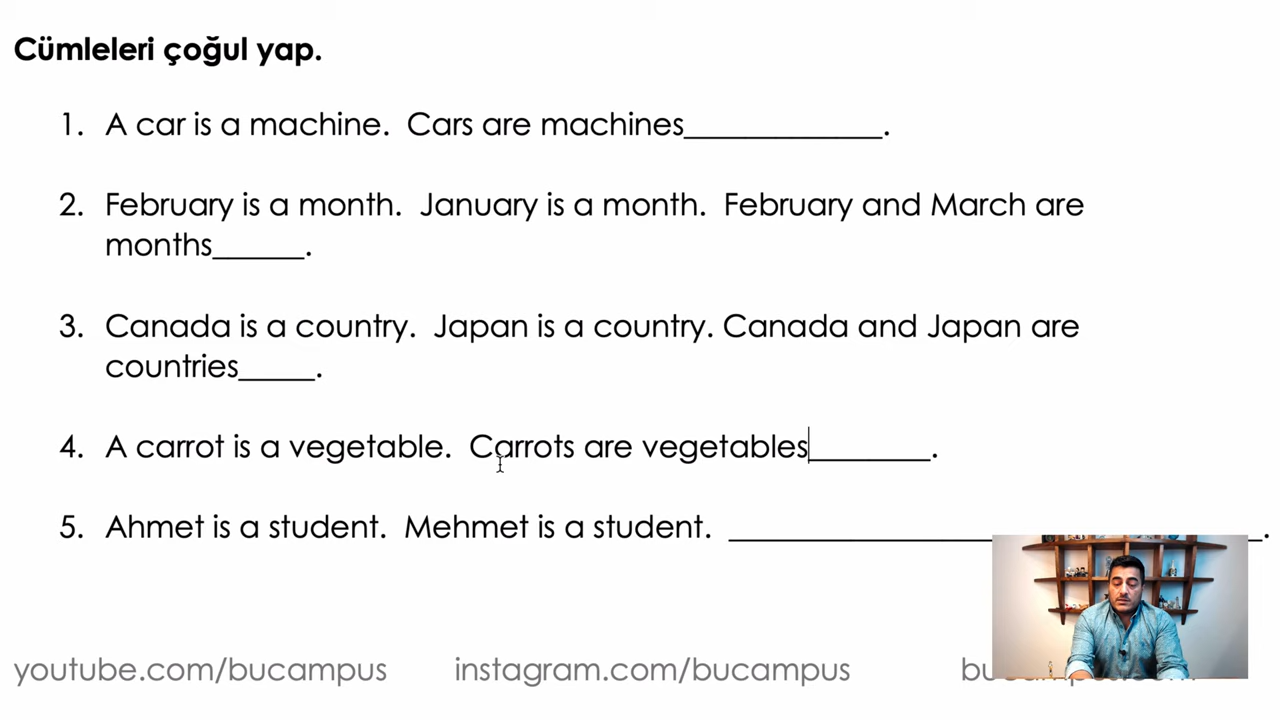 Cümleleri çoğul yap.
1. A car is a machine. Cars are machines_____________.
2. February is a month. January is a month. February and March are
months______.
3. Canada is a country. Japan is a country. Canada and Japan are
countries_____.
4. A carrot is a vegetable. Carrots are vegetables________.
5. Ahmet is a student. Mehmet is a student. ___________________________________.
youtube.com/bucampus instagram.com/bucampus